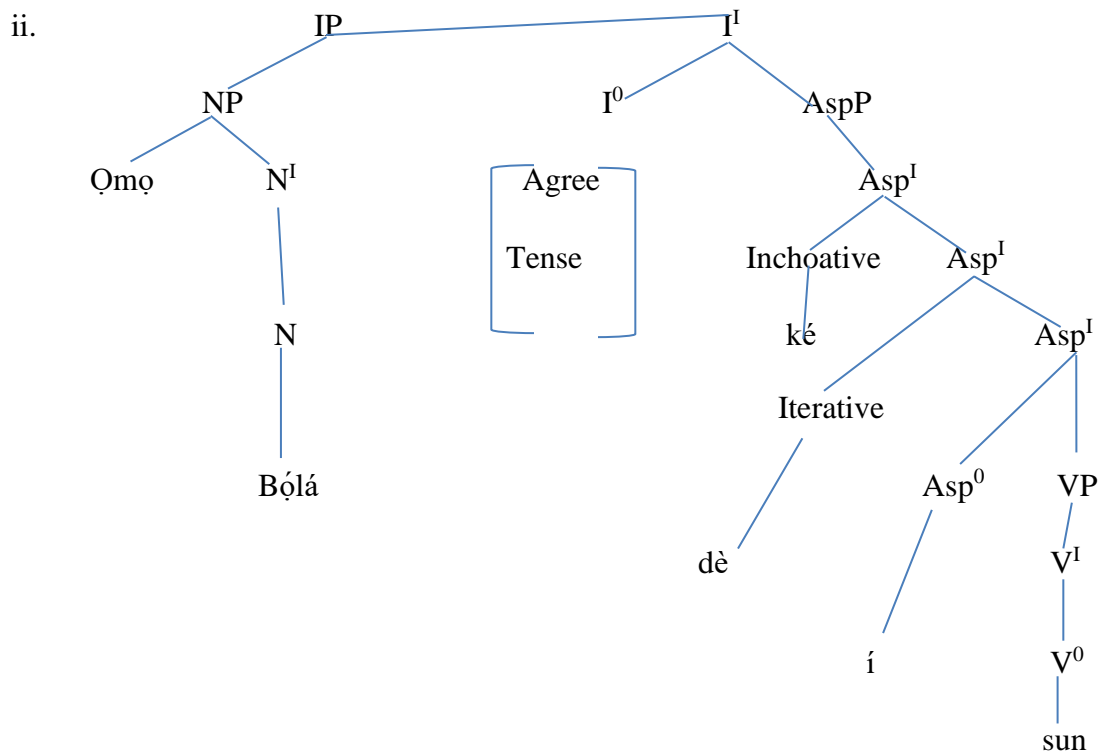 ii. IP I^I
NP I^0 AspP
Ọmọ N^I Agree Asp^I
Tense Inchoative Asp^I
N ké Asp^I
Iterative
Bọ́lá Asp^0 VP
dè V^I
í V^0
sun